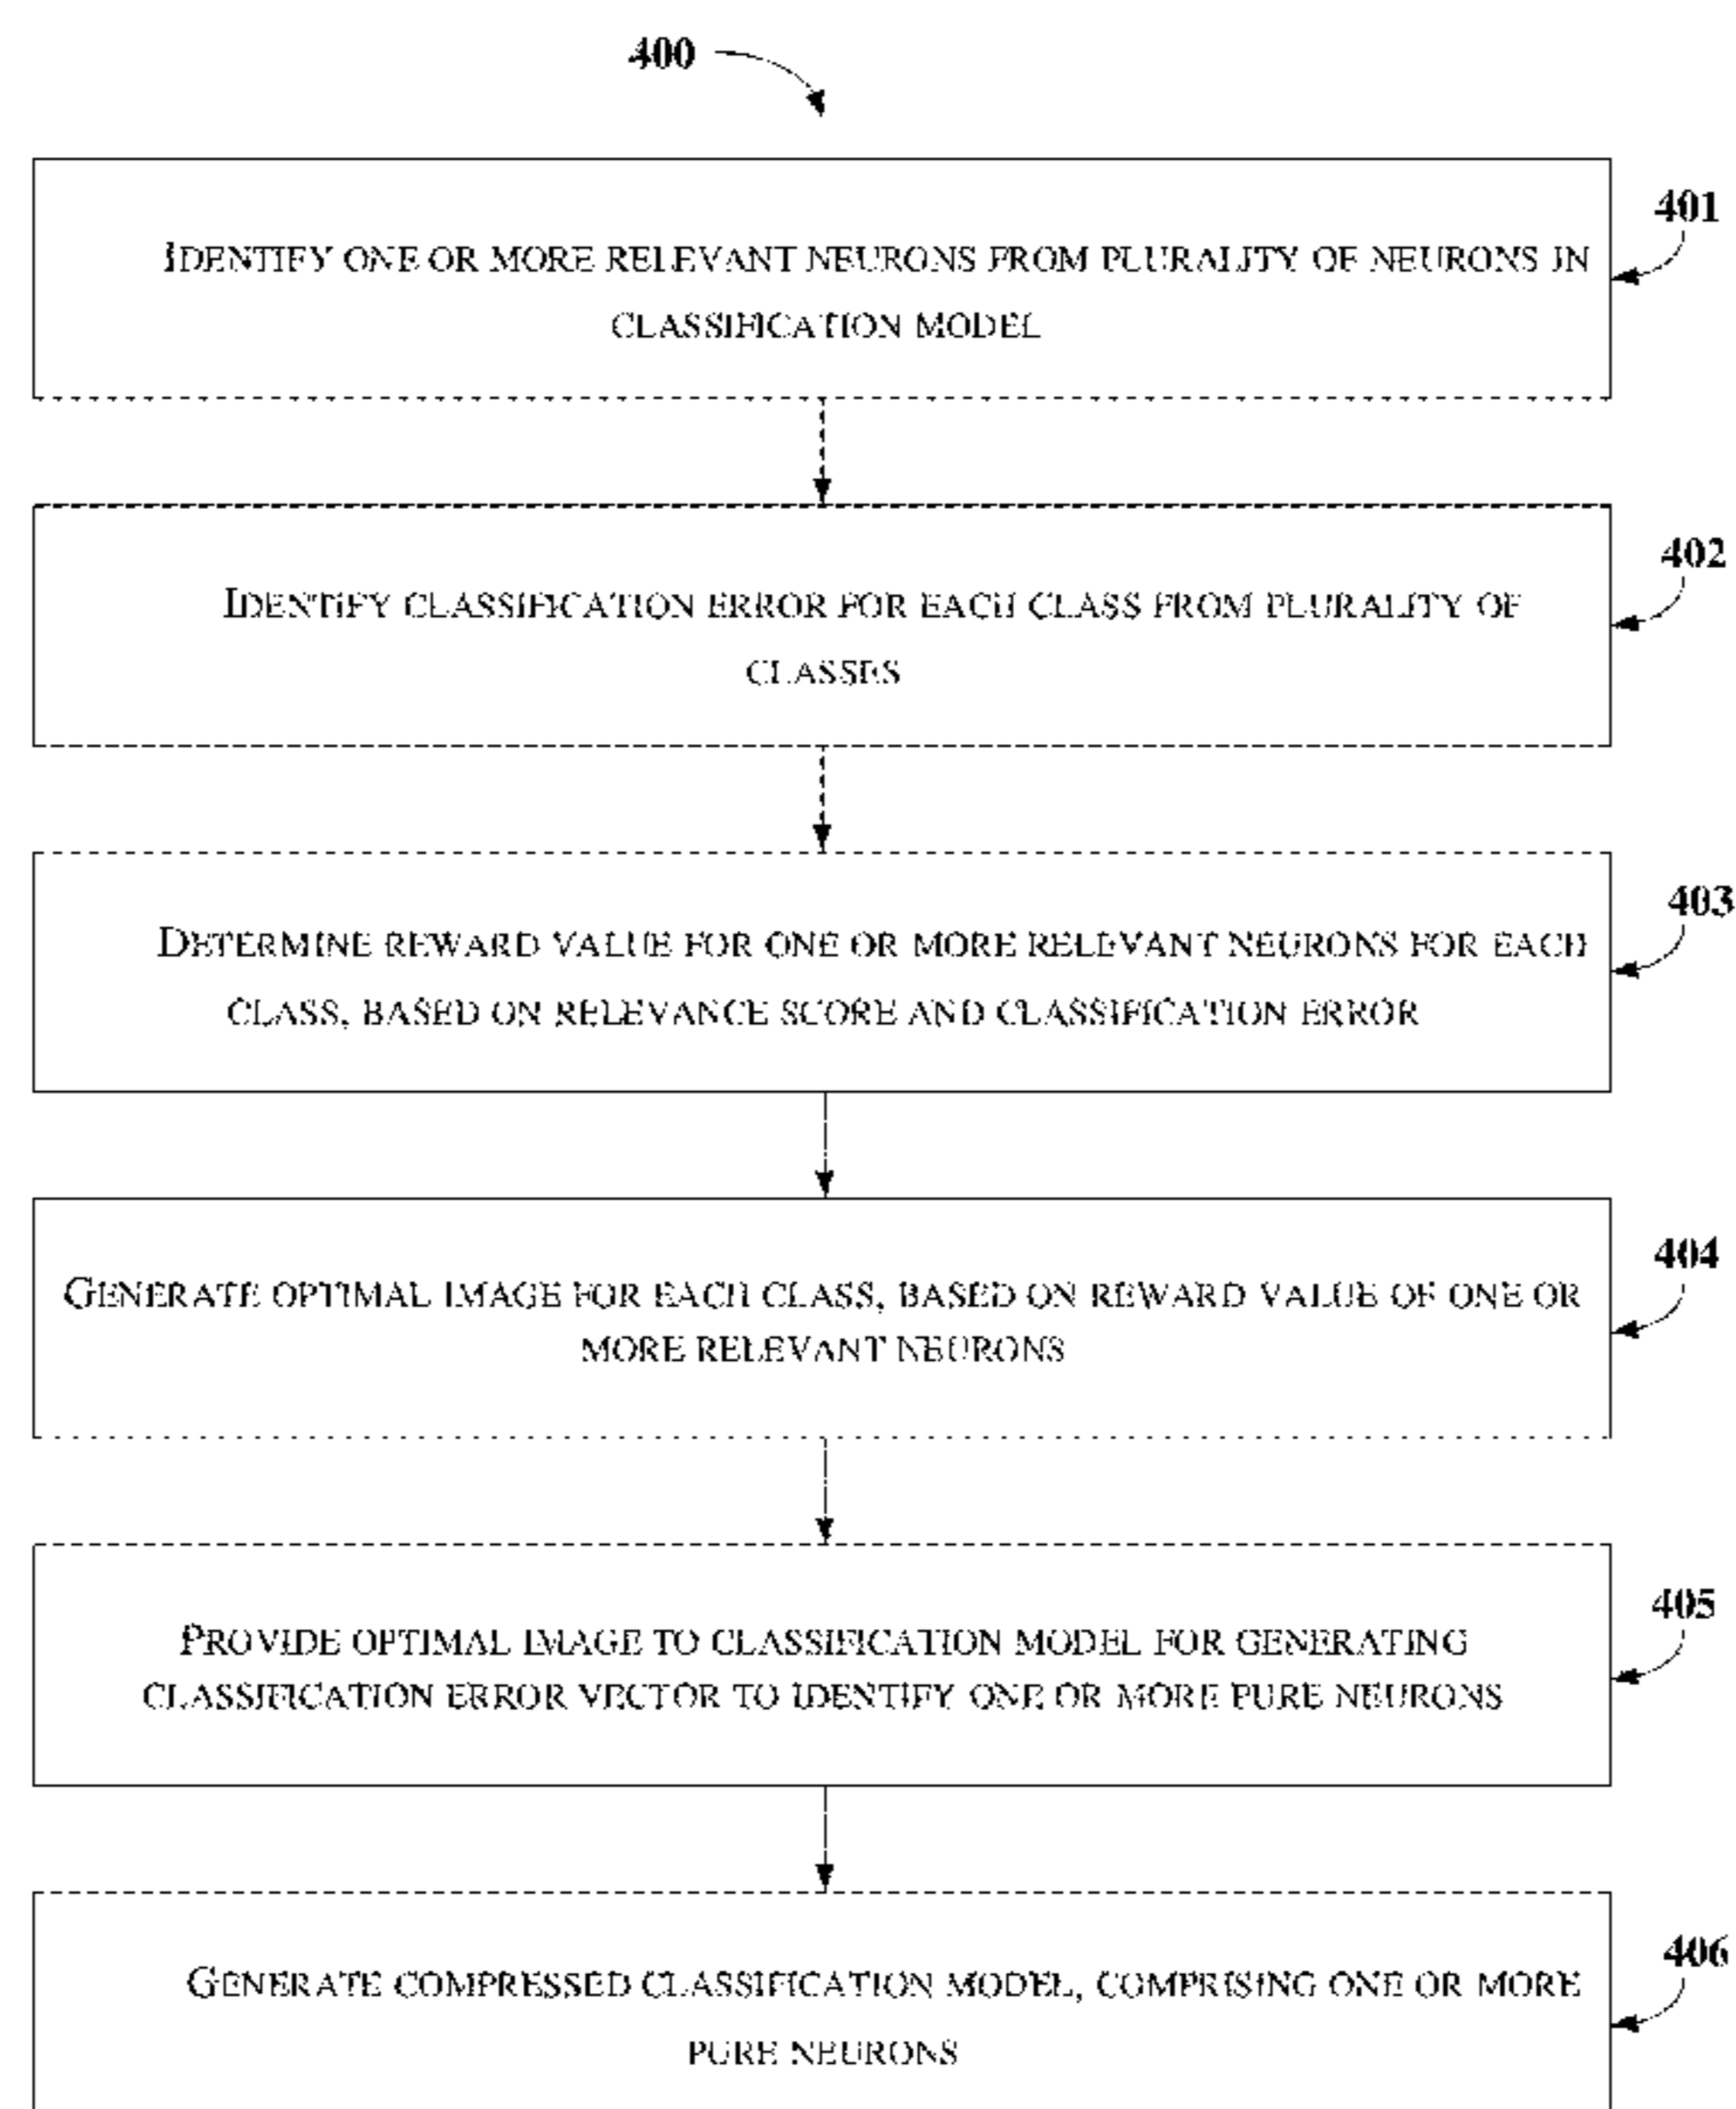 400
IDENTIFY ONE OR MORE RELEVANT NEURONS FROM PLURALITY OF NEURONS IN
CLASSIFICATION MODEL
401
IDENTIFY CLASSIFICATION ERROR FOR EACH CLASS FROM PLURALITY OF
CLASSES
402
DETERMINE REWARD VALUE FOR ONE OR MORE RELEVANT NEURONS FOR EACH
CLASS, BASED ON RELEVANCE SCORE AND CLASSIFICATION ERROR
403
GENERATE OPTIMAL IMAGE FOR EACH CLASS, BASED ON REWARD VALUE OF ONE OR
MORE RELEVANT NEURONS
404
PROVIDE OPTIMAL IMAGE TO CLASSIFICATION MODEL FOR GENERATING
CLASSIFICATION ERROR VECTOR TO IDENTIFY ONE OR MORE PURE NEURONS
405
GENERATE COMPRESSED CLASSIFICATION MODEL, COMPRISING ONE OR MORE
PURE NEURONS
406